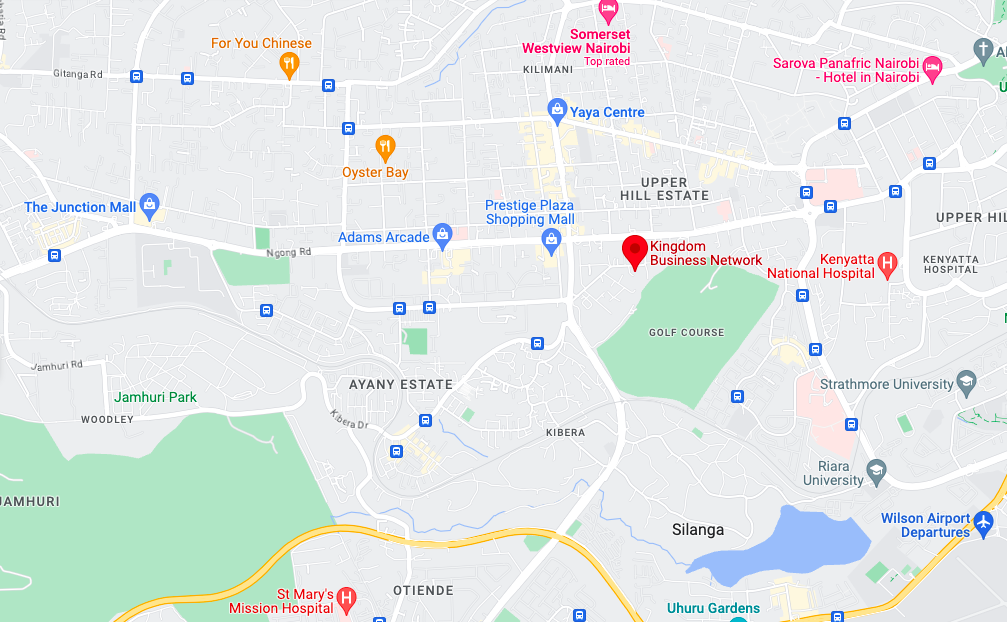 Somerset
Westview Nairobi
Top rated
For You Chinese
KILIMANI
Sarova Panafric Nairobi
- Hotel in Nairobi
Gitanga Rd
Yaya Centre
Oyster Bay
UPPER
HILL ESTATE
The Junction Mall
Prestige Plaza
Shopping Mall
UPPER HIL
Adams Arcade
Ngong Rd
Kingdom
Business Network
Kenyatta
National Hospital
KENYATTA
HOSPITAL
GOLF COURSE
Jamhuri Rd
AYANY ESTATE
Strathmore University
Jamhuri Park
WOODLEY
Kibera Dr
KIBERA
Riara
University
JAMHURI
Silanga
Wilson Airport
Departures
OTIENDE
St Mary's
Mission Hospital
Uhuru Gardens